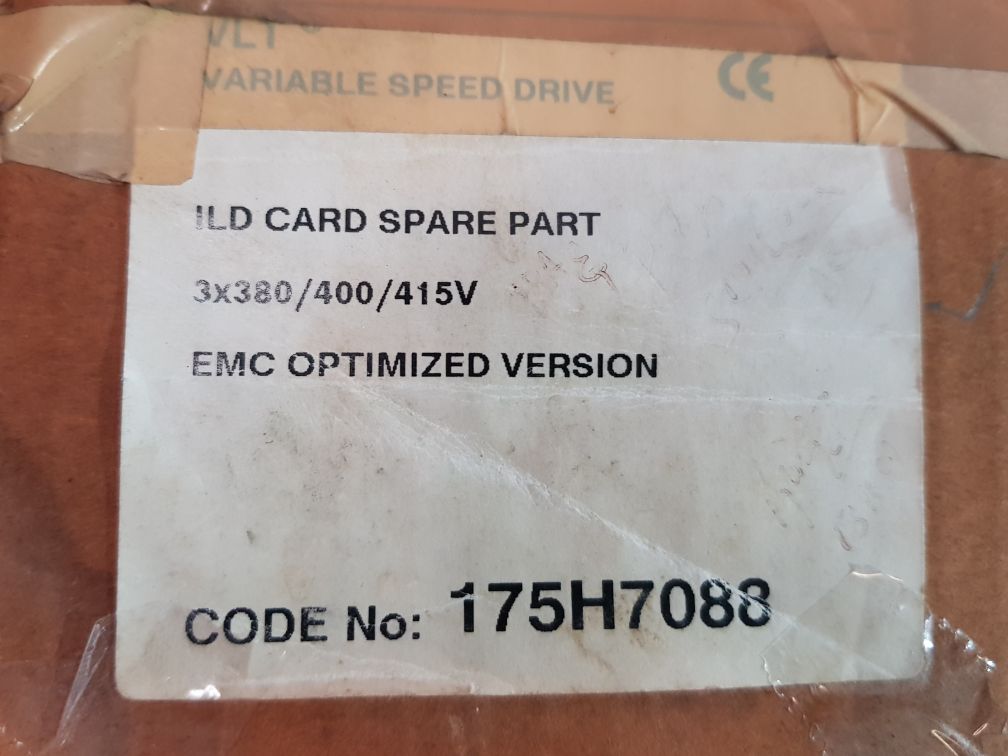 VLT ®
VARIABLE SPEED DRIVE CE
ILD CARD SPARE PART
3x380/400/415V
EMC OPTIMIZED VERSION
CODE No: 175H7088